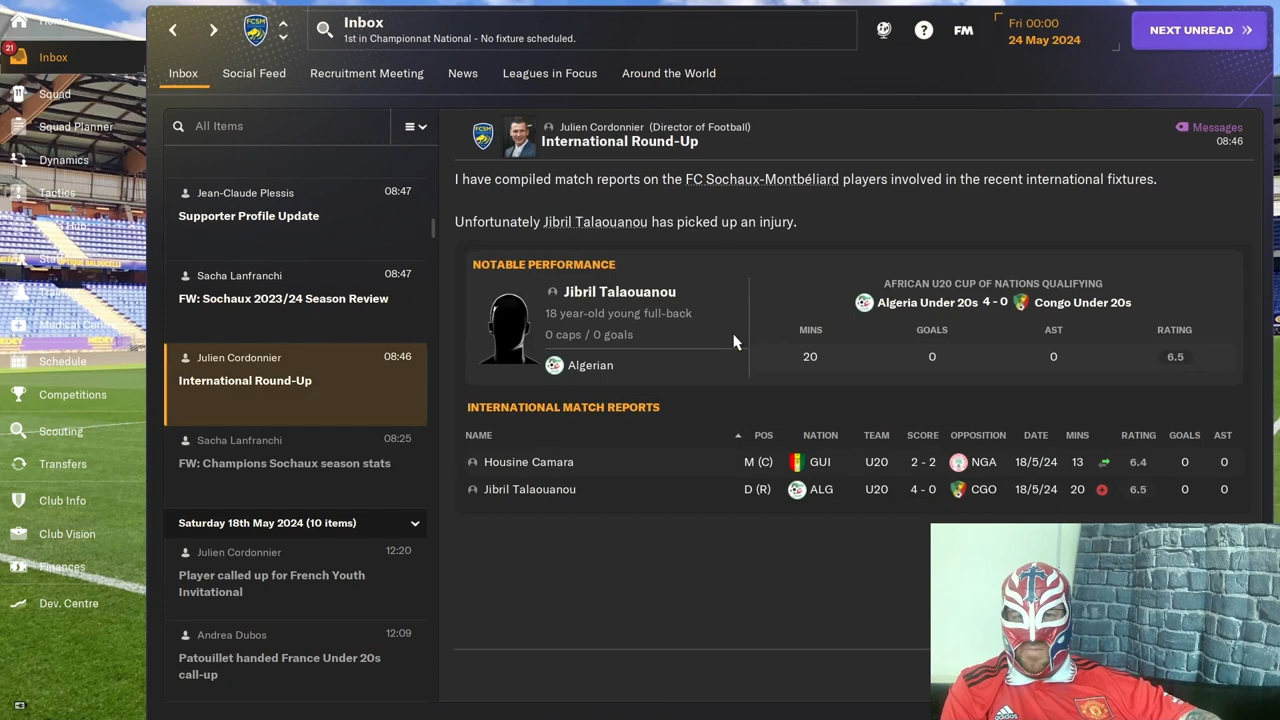 Home
21
Inbox
Squad
Squad Planner
Dynamics
Tactics
Medical Centre
Schedule
Competitions
Scouting
Transfers
Club Info
Club Vision
Finances
Dev. Centre
FCSM
Inbox
1st in Championnat National - No fixture scheduled.
?
FM
Fri 00:00
24 May 2024
NEXT UNREAD
Inbox
Social Feed
Recruitment Meeting
News
Leagues in Focus
Around the World
All Items
Jean-Claude Plessis 08:47
Supporter Profile Update
Sacha Lanfranchi 08:47
FW: Sochaux 2023/24 Season Review
Julien Cordonnier 08:46
International Round-Up
Sacha Lanfranchi 08:25
FW: Champions Sochaux season stats
Saturday 18th May 2024 (10 items)
Julien Cordonnier 12:20
Player called up for French Youth
Invitational
Andrea Dubos 12:09
Patouillet handed France Under 20s
call-up
FCSM
Julien Cordonnier (Director of Football)
International Round-Up
Messages
08:46
I have compiled match reports on the FC Sochaux-Montbéliard players involved in the recent international fixtures.
Unfortunately Jibril Talaouanou has picked up an injury.
NOTABLE PERFORMANCE
Jibril Talaouanou
18 year-old young full-back
0 caps / 0 goals
Algerian
AFRICAN U20 CUP OF NATIONS QUALIFYING
Algeria Under 20s 4 - 0 Congo Under 20s
MINS GOALS AST RATING
20 0 0 6.5
INTERNATIONAL MATCH REPORTS
NAME POS NATION TEAM SCORE OPPOSITION DATE MINS RATING GOALS AST
Housine Camara M (C) GUI U20 2 - 2 NGA 18/5/24 13 6.4 0 0
Jibril Talaouanou D (R) ALG U20 4 - 0 CGO 18/5/24 20 6.5 0 0
adidas